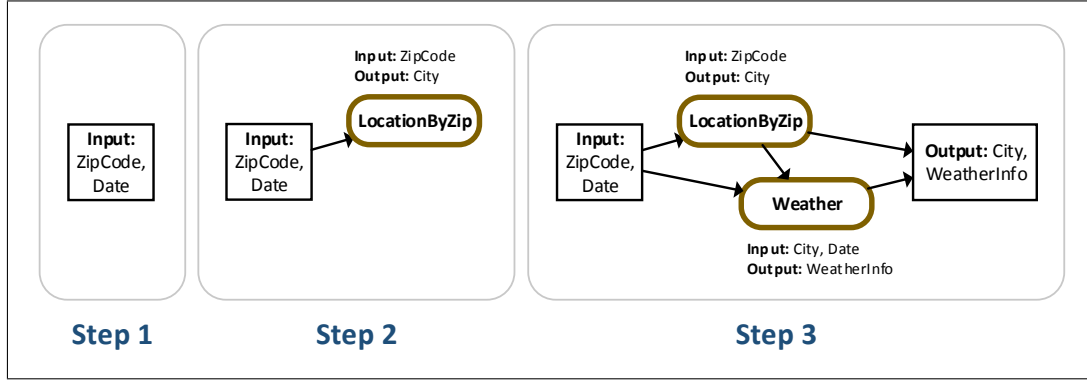 Input:
ZipCode,
Date
Step 1
Input: ZipCode
Output: City
LocationByZip
Input:
ZipCode,
Date
Step 2
Input: ZipCode
Output: City
LocationByZip
Input:
ZipCode,
Date
Output: City,
WeatherInfo
Weather
Input: City, Date
Output: WeatherInfo
Step 3